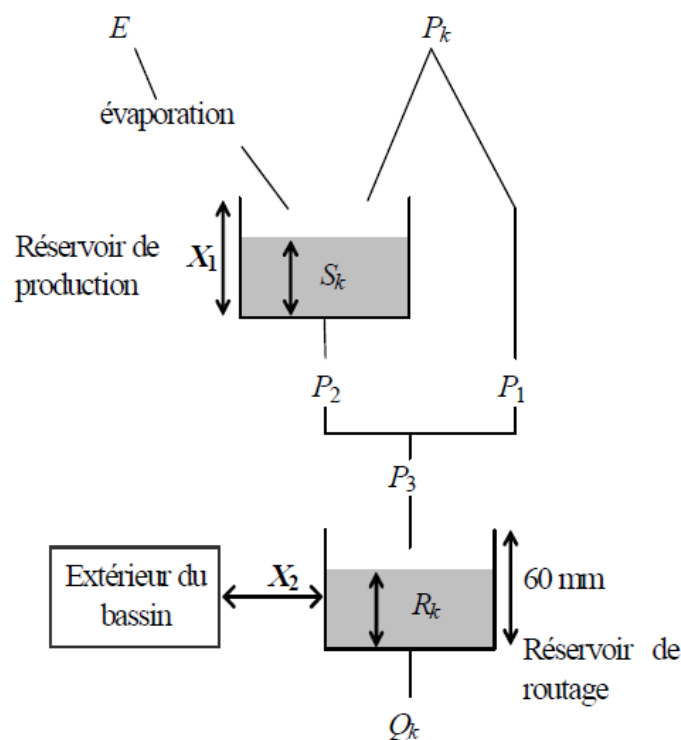 E
P_k
évaporation
Réservoir de
production
X_1
S_k
P_2
P_1
P_3
Extérieur du
bassin
X_2
R_k
60 mm
Réservoir de
routage
Q_k